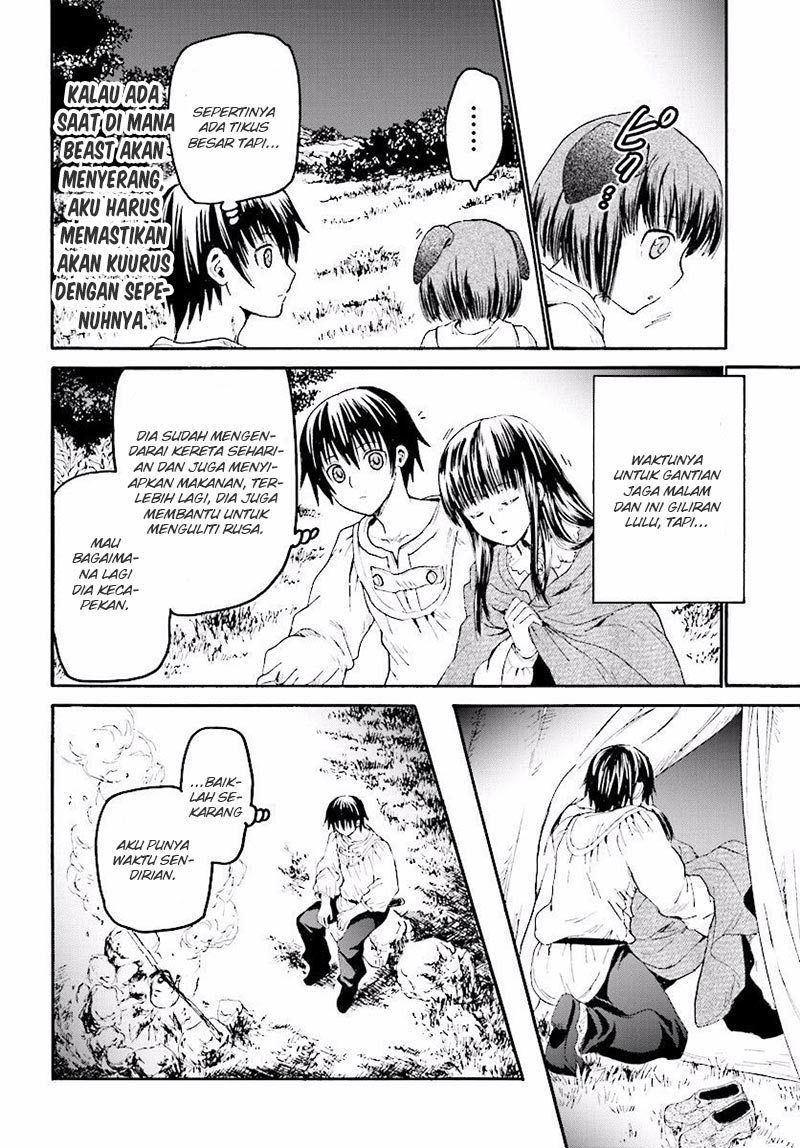 ピピッ
........
SEPERTINYA
ADA TIKUS
BESAR TAPI...
KALAU ADA
SAAT DI MANA
BEAST AKAN
MENYERANG,
AKU HARUS
MEMASTIKAN
AKAN KUURUS
DENGAN SEPE-
NUHNYA.
WAKTUNYA
UNTUK GANTIAN
JAGA MALAM
DAN INI GILIRAN
LULU, TAPI...
DIA SUDAH MENGEN-
DARAI KERETA SEHARI-
AN DAN JUGA MENYI-
APKAN MAKANAN, TER-
LEBIH LAGI, DIA JUGA
MEMBANTU UNTUK
MENGULITI RUSA.
MAU
BAGAIMA-
NA LAGI
DIA KECA-
PEKAN.
...BAIK-
LAH SE-
KARANG
AKU PUNYA
WAKTU SEN-
DIRIAN.